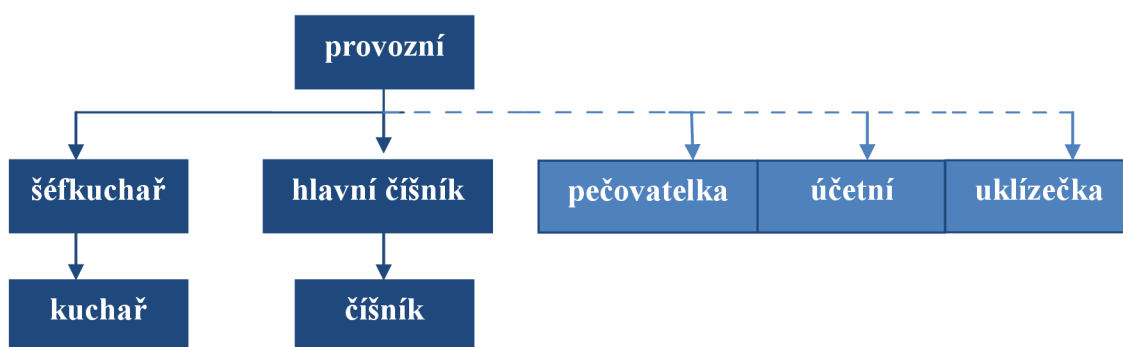 provozní
šéfkuchař
hlavní číšník
pečovatelka
účetní
uklízečka
kuchař
číšník